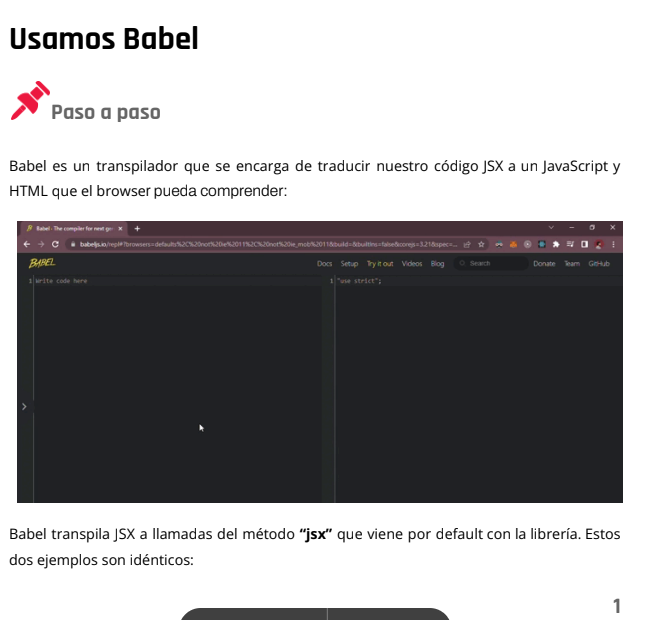 Usamos Babel
Paso a paso
Babel es un transpilador que se encarga de traducir nuestro código JSX a un JavaScript y
HTML que el browser pueda comprender:
Babel · The compiler for next ge
babeljs.io/repl#?browsers=defaults%2C%20not%20ie%2011%2C%20not%20ie_mob%2011&build=&builtIns=false&corejs=3.21&spec=...
BABEL
Docs Setup Try it out Videos Blog Search Donate Team GitHub
1 Write code here
1 "use strict";
Babel transpila JSX a llamadas del método “jsx” que viene por default con la librería. Estos
dos ejemplos son idénticos:
1